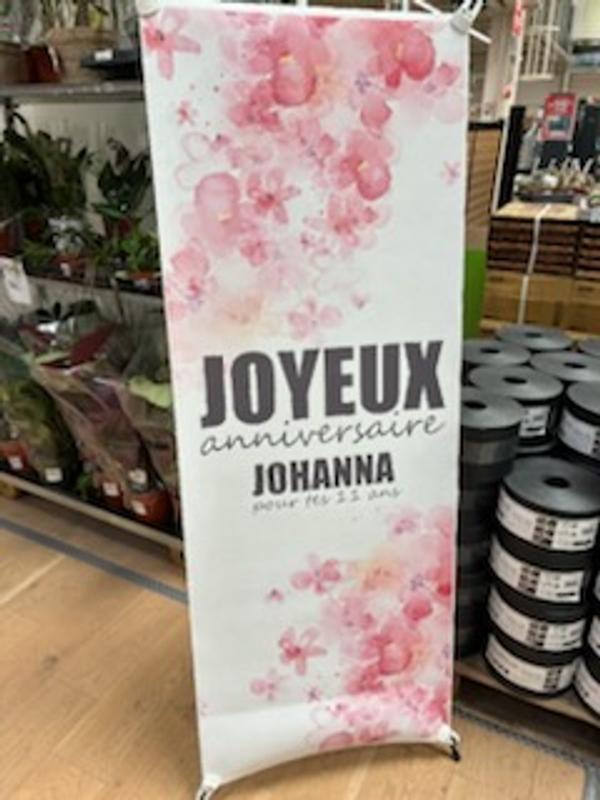 JOYEUX
anniversaire
JOHANNA
pour tes 11 ans